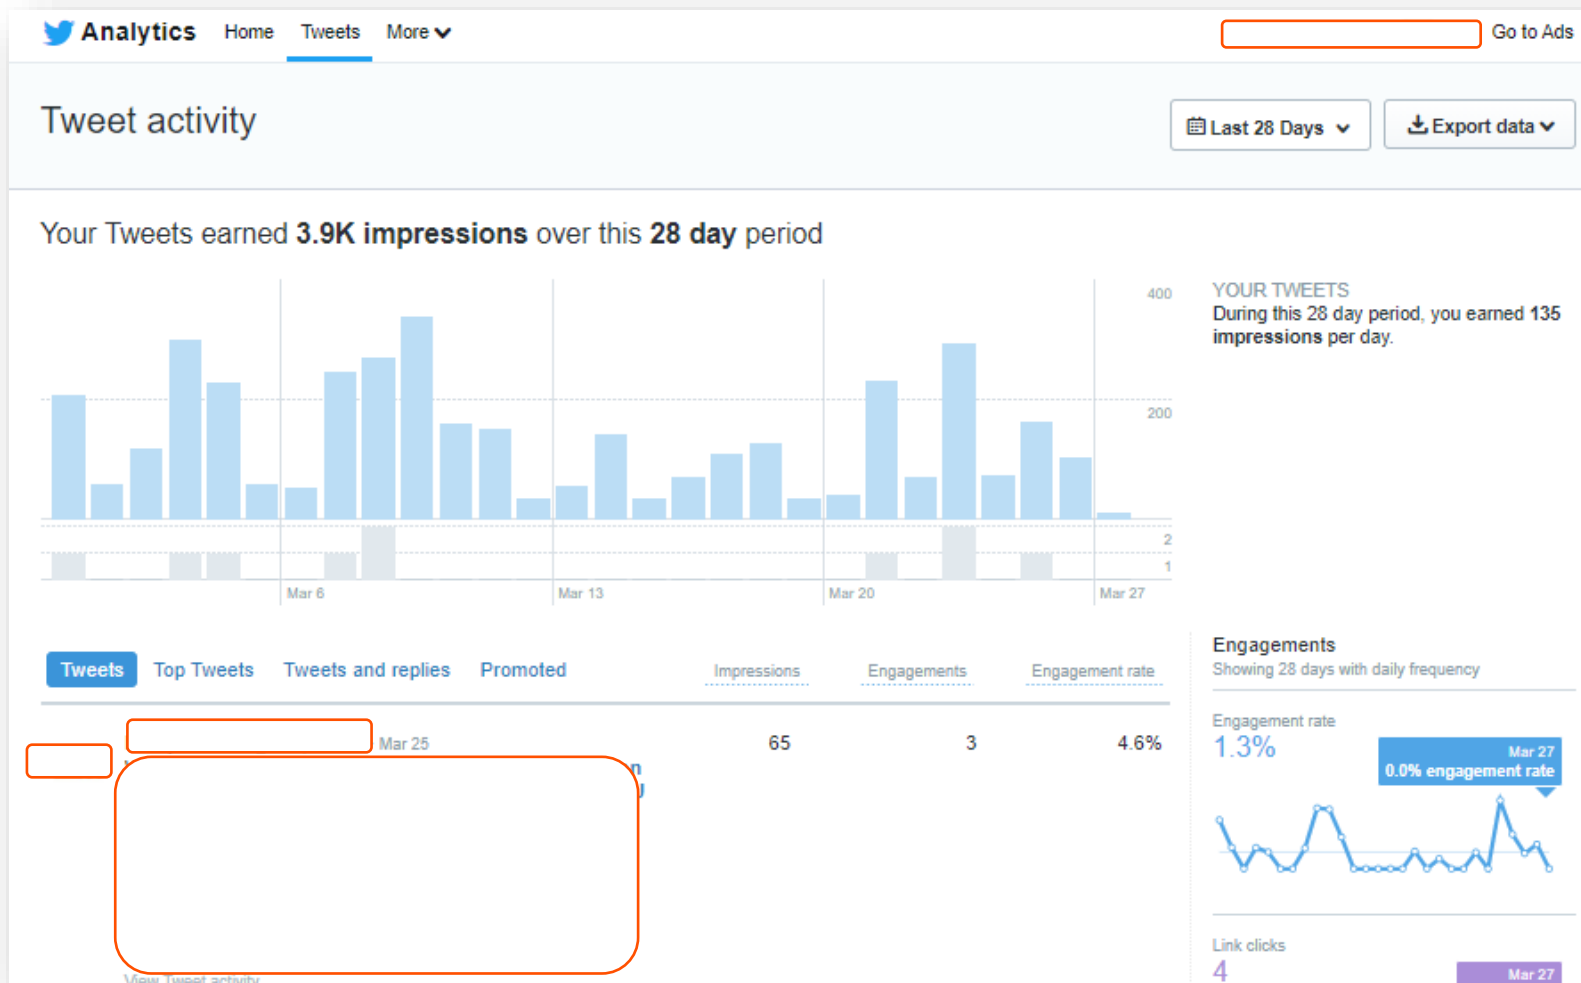 Analytics Home Tweets More Go to Ads
Tweet activity
Last 28 Days Export data
Your Tweets earned 3.9K impressions over this 28 day period
400
200
2
1
Mar 6 Mar 13 Mar 20 Mar 27
YOUR TWEETS
During this 28 day period, you earned 135
impressions per day.
Tweets Top Tweets Tweets and replies Promoted Impressions Engagements Engagement rate
Mar 25 65 3 4.6%
View Tweet activity
Engagements
Showing 28 days with daily frequency
Engagement rate
1.3%
Mar 27
0.0% engagement rate
Link clicks
4
Mar 27